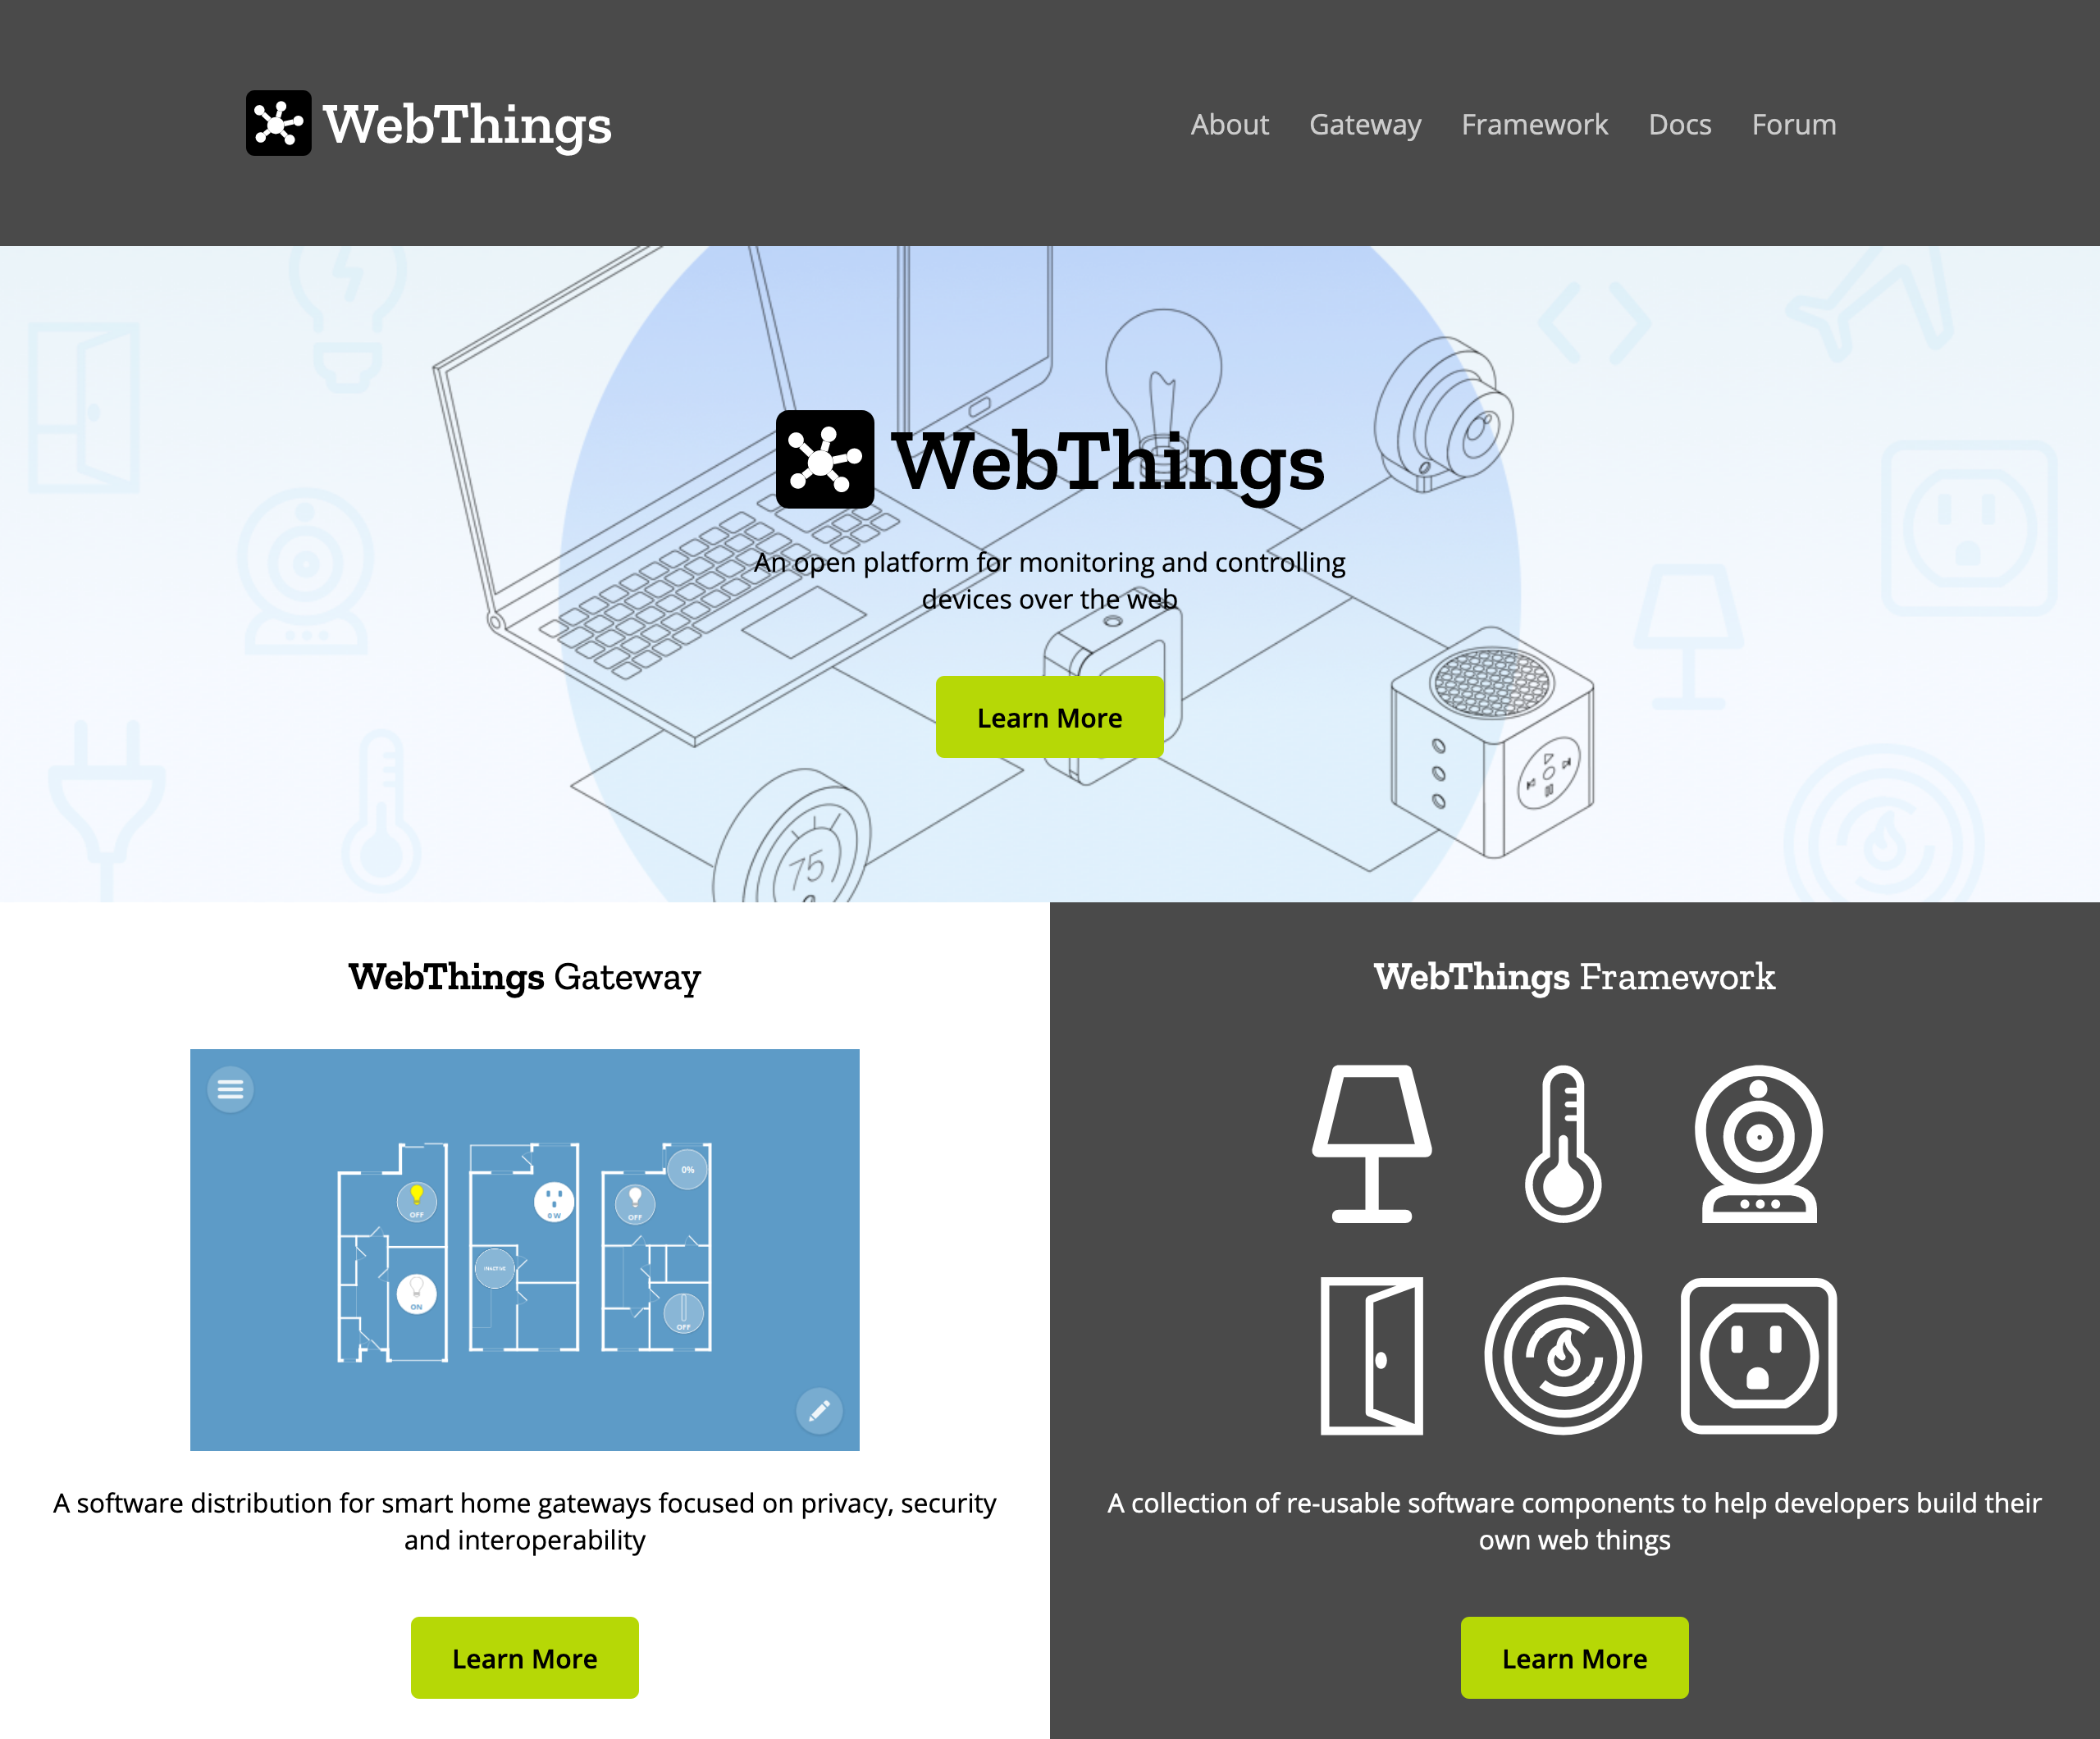 WebThings
About Gateway Framework Docs Forum
WebThings
An open platform for monitoring and controlling
devices over the web
Learn More
75
WebThings Gateway
0%
OFF
0 W
OFF
INACTIVE
ON
OFF
A software distribution for smart home gateways focused on privacy, security
and interoperability
Learn More
WebThings Framework
A collection of re-usable software components to help developers build their
own web things
Learn More